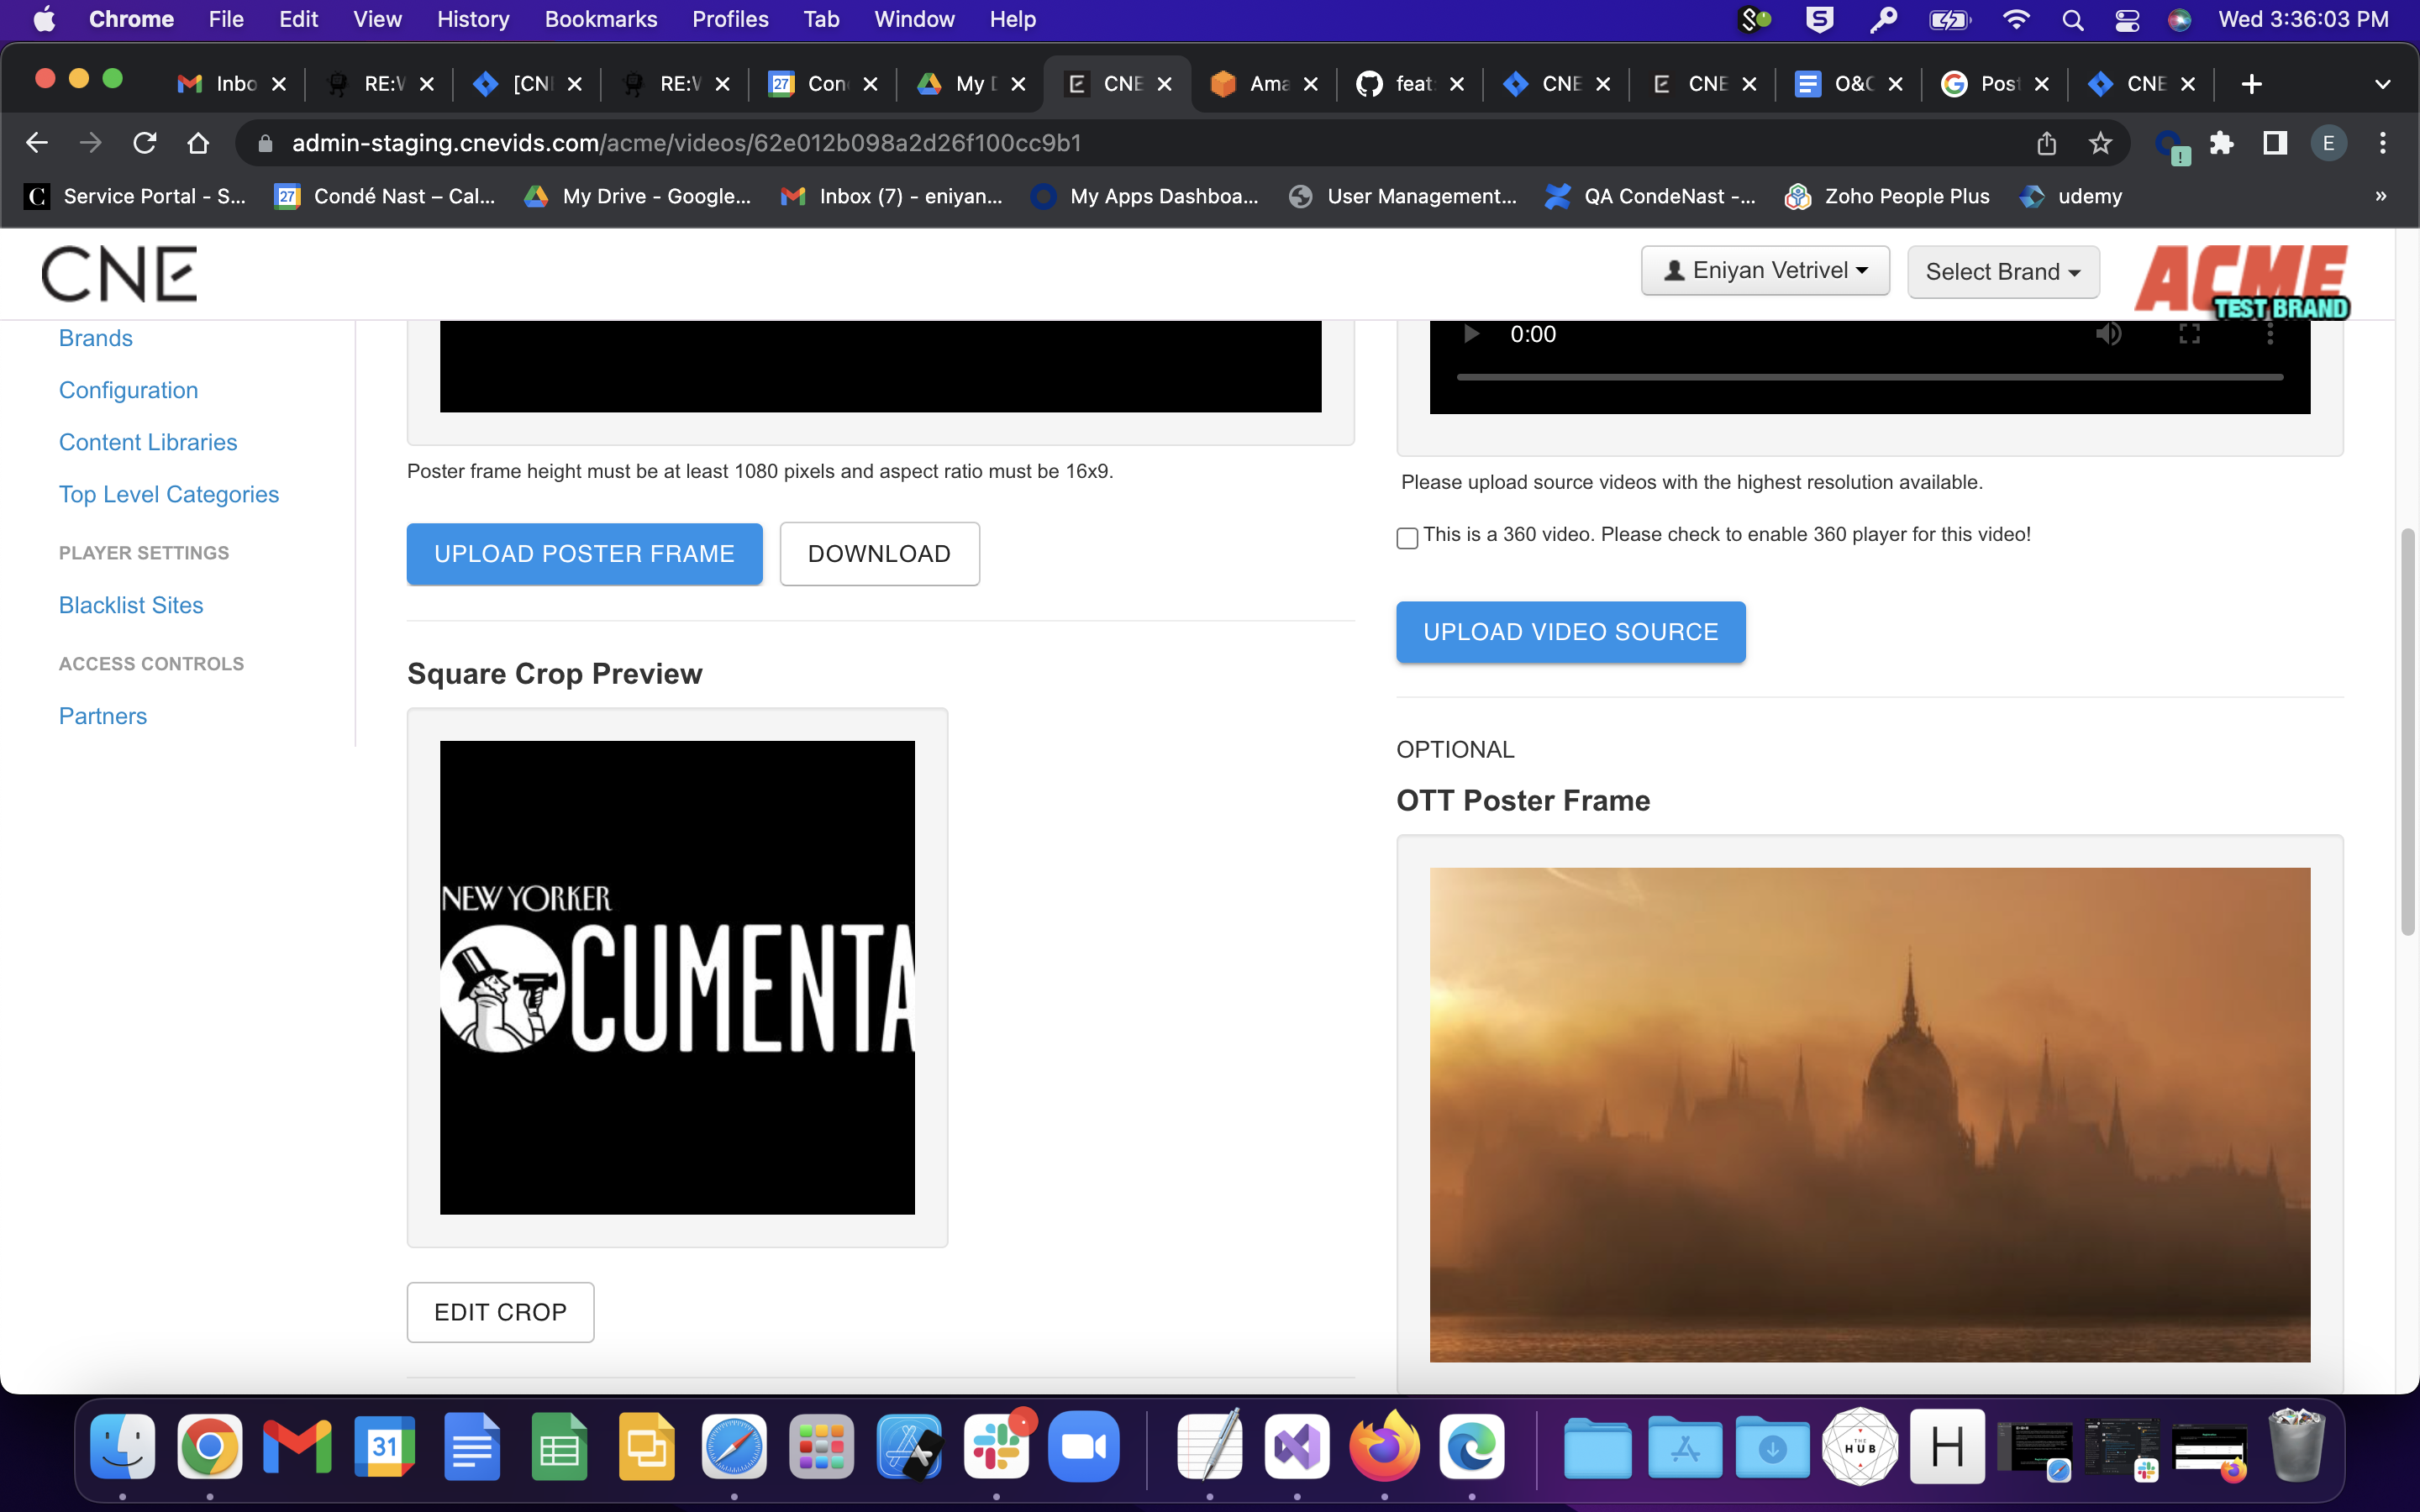 Chrome File Edit View History Bookmarks Profiles Tab Window Help Wed 3:36:03 PM
Inbo RE:V [CNE RE:V 27 Con My D CNE Ama feat CNE CNE O&C Post CNE
admin-staging.cnevids.com/acme/videos/62e012b098a2d26f100cc9b1 E
C Service Portal - S... 27 Condé Nast – Cal... My Drive - Google... Inbox (7) - eniyan... My Apps Dashboa... User Management... QA CondeNast -... Zoho People Plus udemy »
CNE Eniyan Vetrivel Select Brand ACME
TEST BRAND
Brands
Configuration
Content Libraries
Top Level Categories
PLAYER SETTINGS
Blacklist Sites
ACCESS CONTROLS
Partners
Poster frame height must be at least 1080 pixels and aspect ratio must be 16x9.
UPLOAD POSTER FRAME DOWNLOAD
Square Crop Preview
NEW YORKER
CUMENTA
EDIT CROP
0:00
Please upload source videos with the highest resolution available.
This is a 360 video. Please check to enable 360 player for this video!
UPLOAD VIDEO SOURCE
OPTIONAL
OTT Poster Frame
31
THE
HUB
H